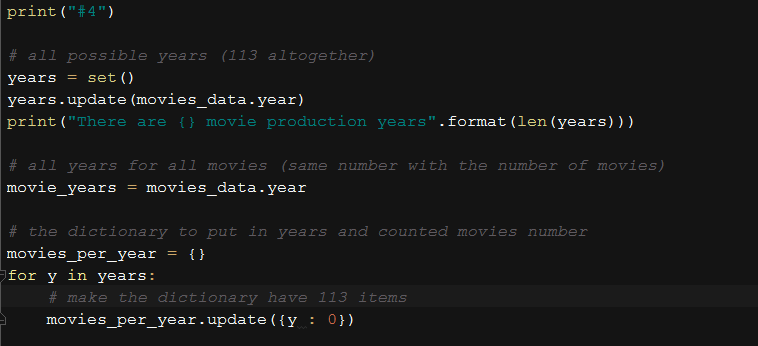 print("#4")
# all possible years (113 altogether)
years = set()
years.update(movies_data.year)
print("There are {} movie production years".format(len(years)))
# all years for all movies (same number with the number of movies)
movie_years = movies_data.year
# the dictionary to put in years and counted movies number
movies_per_year = {}
for y in years:
    # make the dictionary have 113 items
    movies_per_year.update({y : 0})